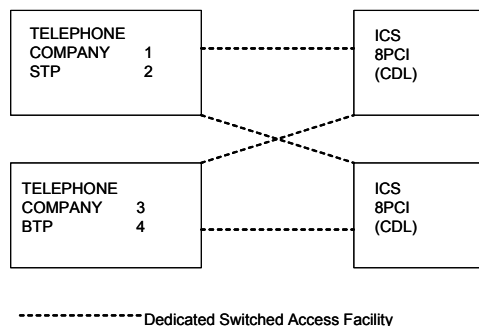 TELEPHONE
COMPANY 1
STP 2
ICS
8PCI
(CDL)
TELEPHONE
COMPANY 3
BTP 4
ICS
8PCI
(CDL)
Dedicated Switched Access Facility